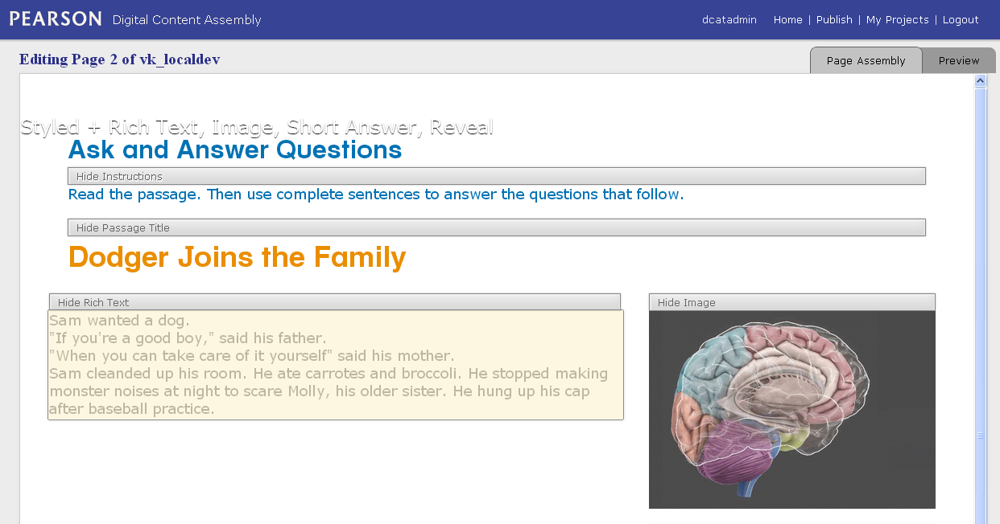 PEARSON Digital Content Assembly
dcatadmin Home | Publish | My Projects | Logout
Editing Page 2 of vk_localdev
Page Assembly Preview
Styled + Rich Text, Image, Short Answer, Reveal
Ask and Answer Questions
Hide Instructions
Read the passage. Then use complete sentences to answer the questions that follow.
Hide Passage Title
Dodger Joins the Family
Hide Rich Text
Sam wanted a dog.
"If you're a good boy," said his father.
"When you can take care of it yourself" said his mother.
Sam cleanded up his room. He ate carrotes and broccoli. He stopped making
monster noises at night to scare Molly, his older sister. He hung up his cap
after baseball practice.
Hide Image